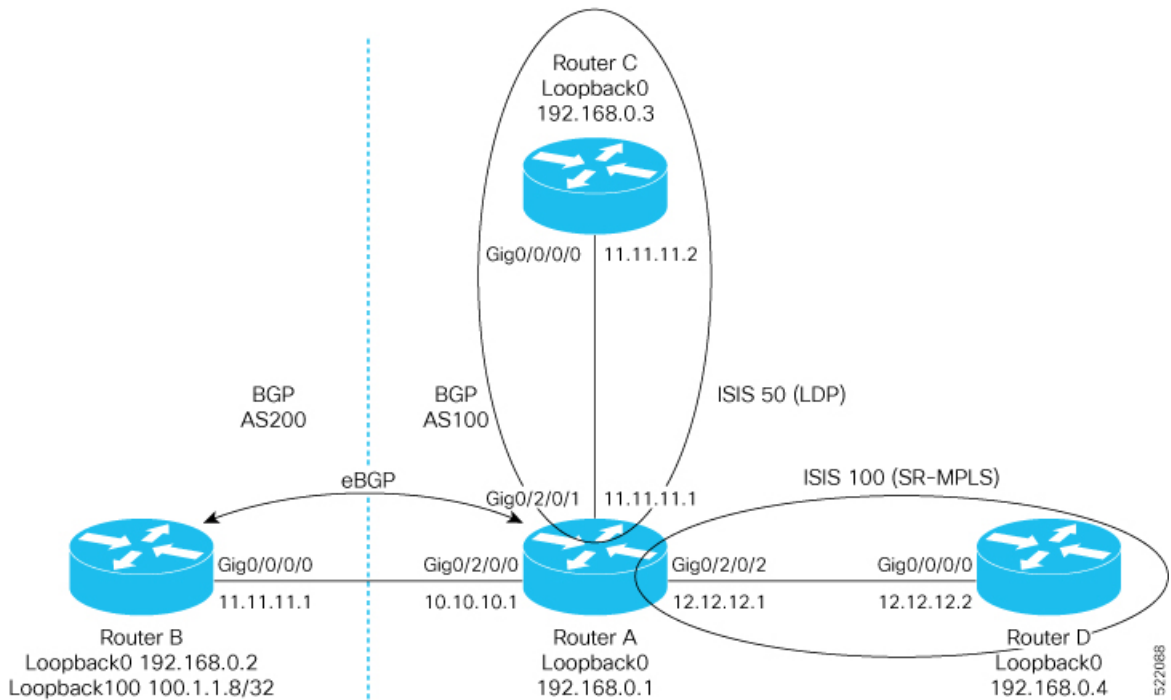 Router C
Loopback0
192.168.0.3
Gig0/0/0/0
11.11.11.2
BGP
AS200
BGP
AS100
ISIS 50 (LDP)
eBGP
Gig0/2/0/1
11.11.11.1
ISIS 100 (SR-MPLS)
Gig0/0/0/0
Gig0/2/0/0
Gig0/2/0/2
Gig0/0/0/0
11.11.11.1
10.10.10.1
12.12.12.1
12.12.12.2
Router B
Loopback0 192.168.0.2
Loopback100 100.1.1.8/32
Router A
Loopback0
192.168.0.1
Router D
Loopback0
192.168.0.4
522088